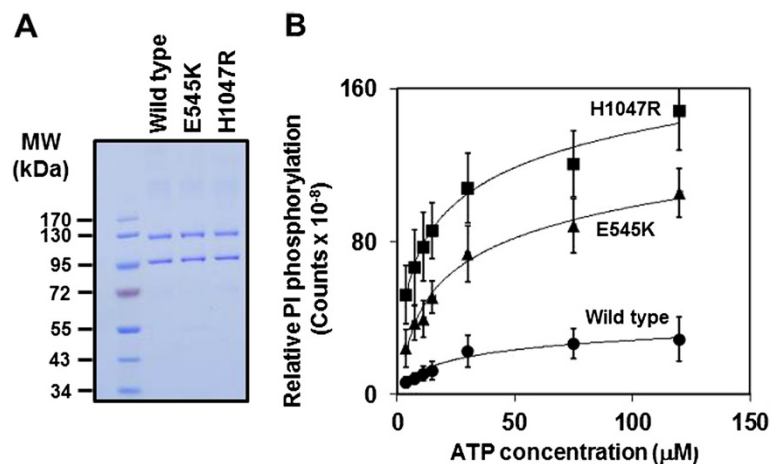 A
Wild type
E545K
H1047R
MW
(kDa)
170
130
95
72
55
43
34
B
Relative PI phosphorylation
(Counts x 10-8)
160
80
0
H1047R
E545K
Wild type
0
50
100
150
ATP concentration (µM)